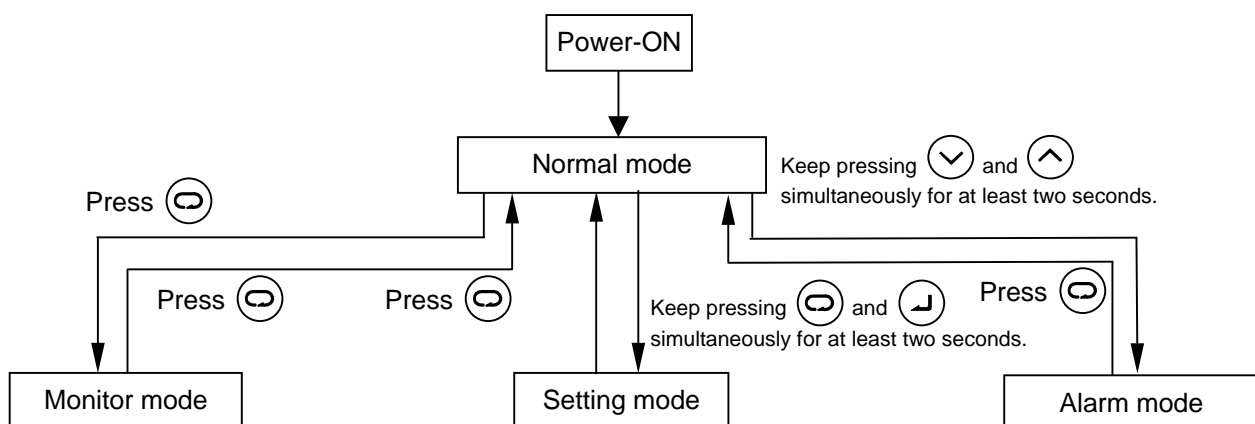 Power-ON
Normal mode
Keep pressing and
simultaneously for at least two seconds.
Press
Press
Press
Keep pressing and
simultaneously for at least two seconds.
Press
Monitor mode
Setting mode
Alarm mode